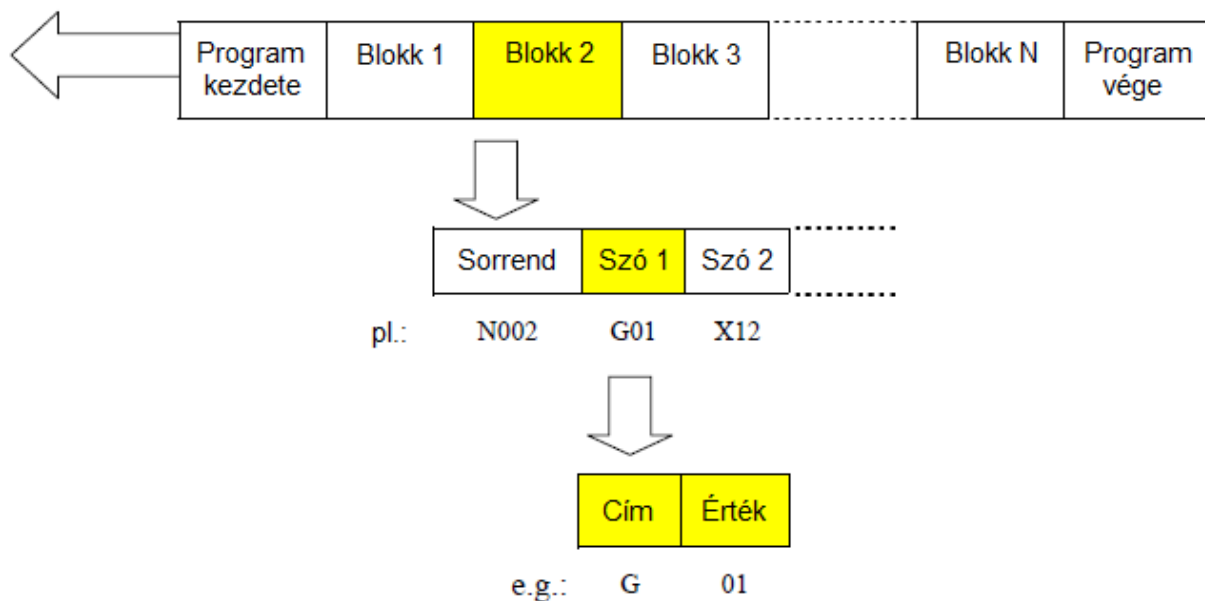 Program kezdete
Blokk 1
Blokk 2
Blokk 3
Blokk N
Program vége
Sorrend
Szó 1
Szó 2
pl.: N002 G01 X12
Cím
Érték
e.g.: G 01